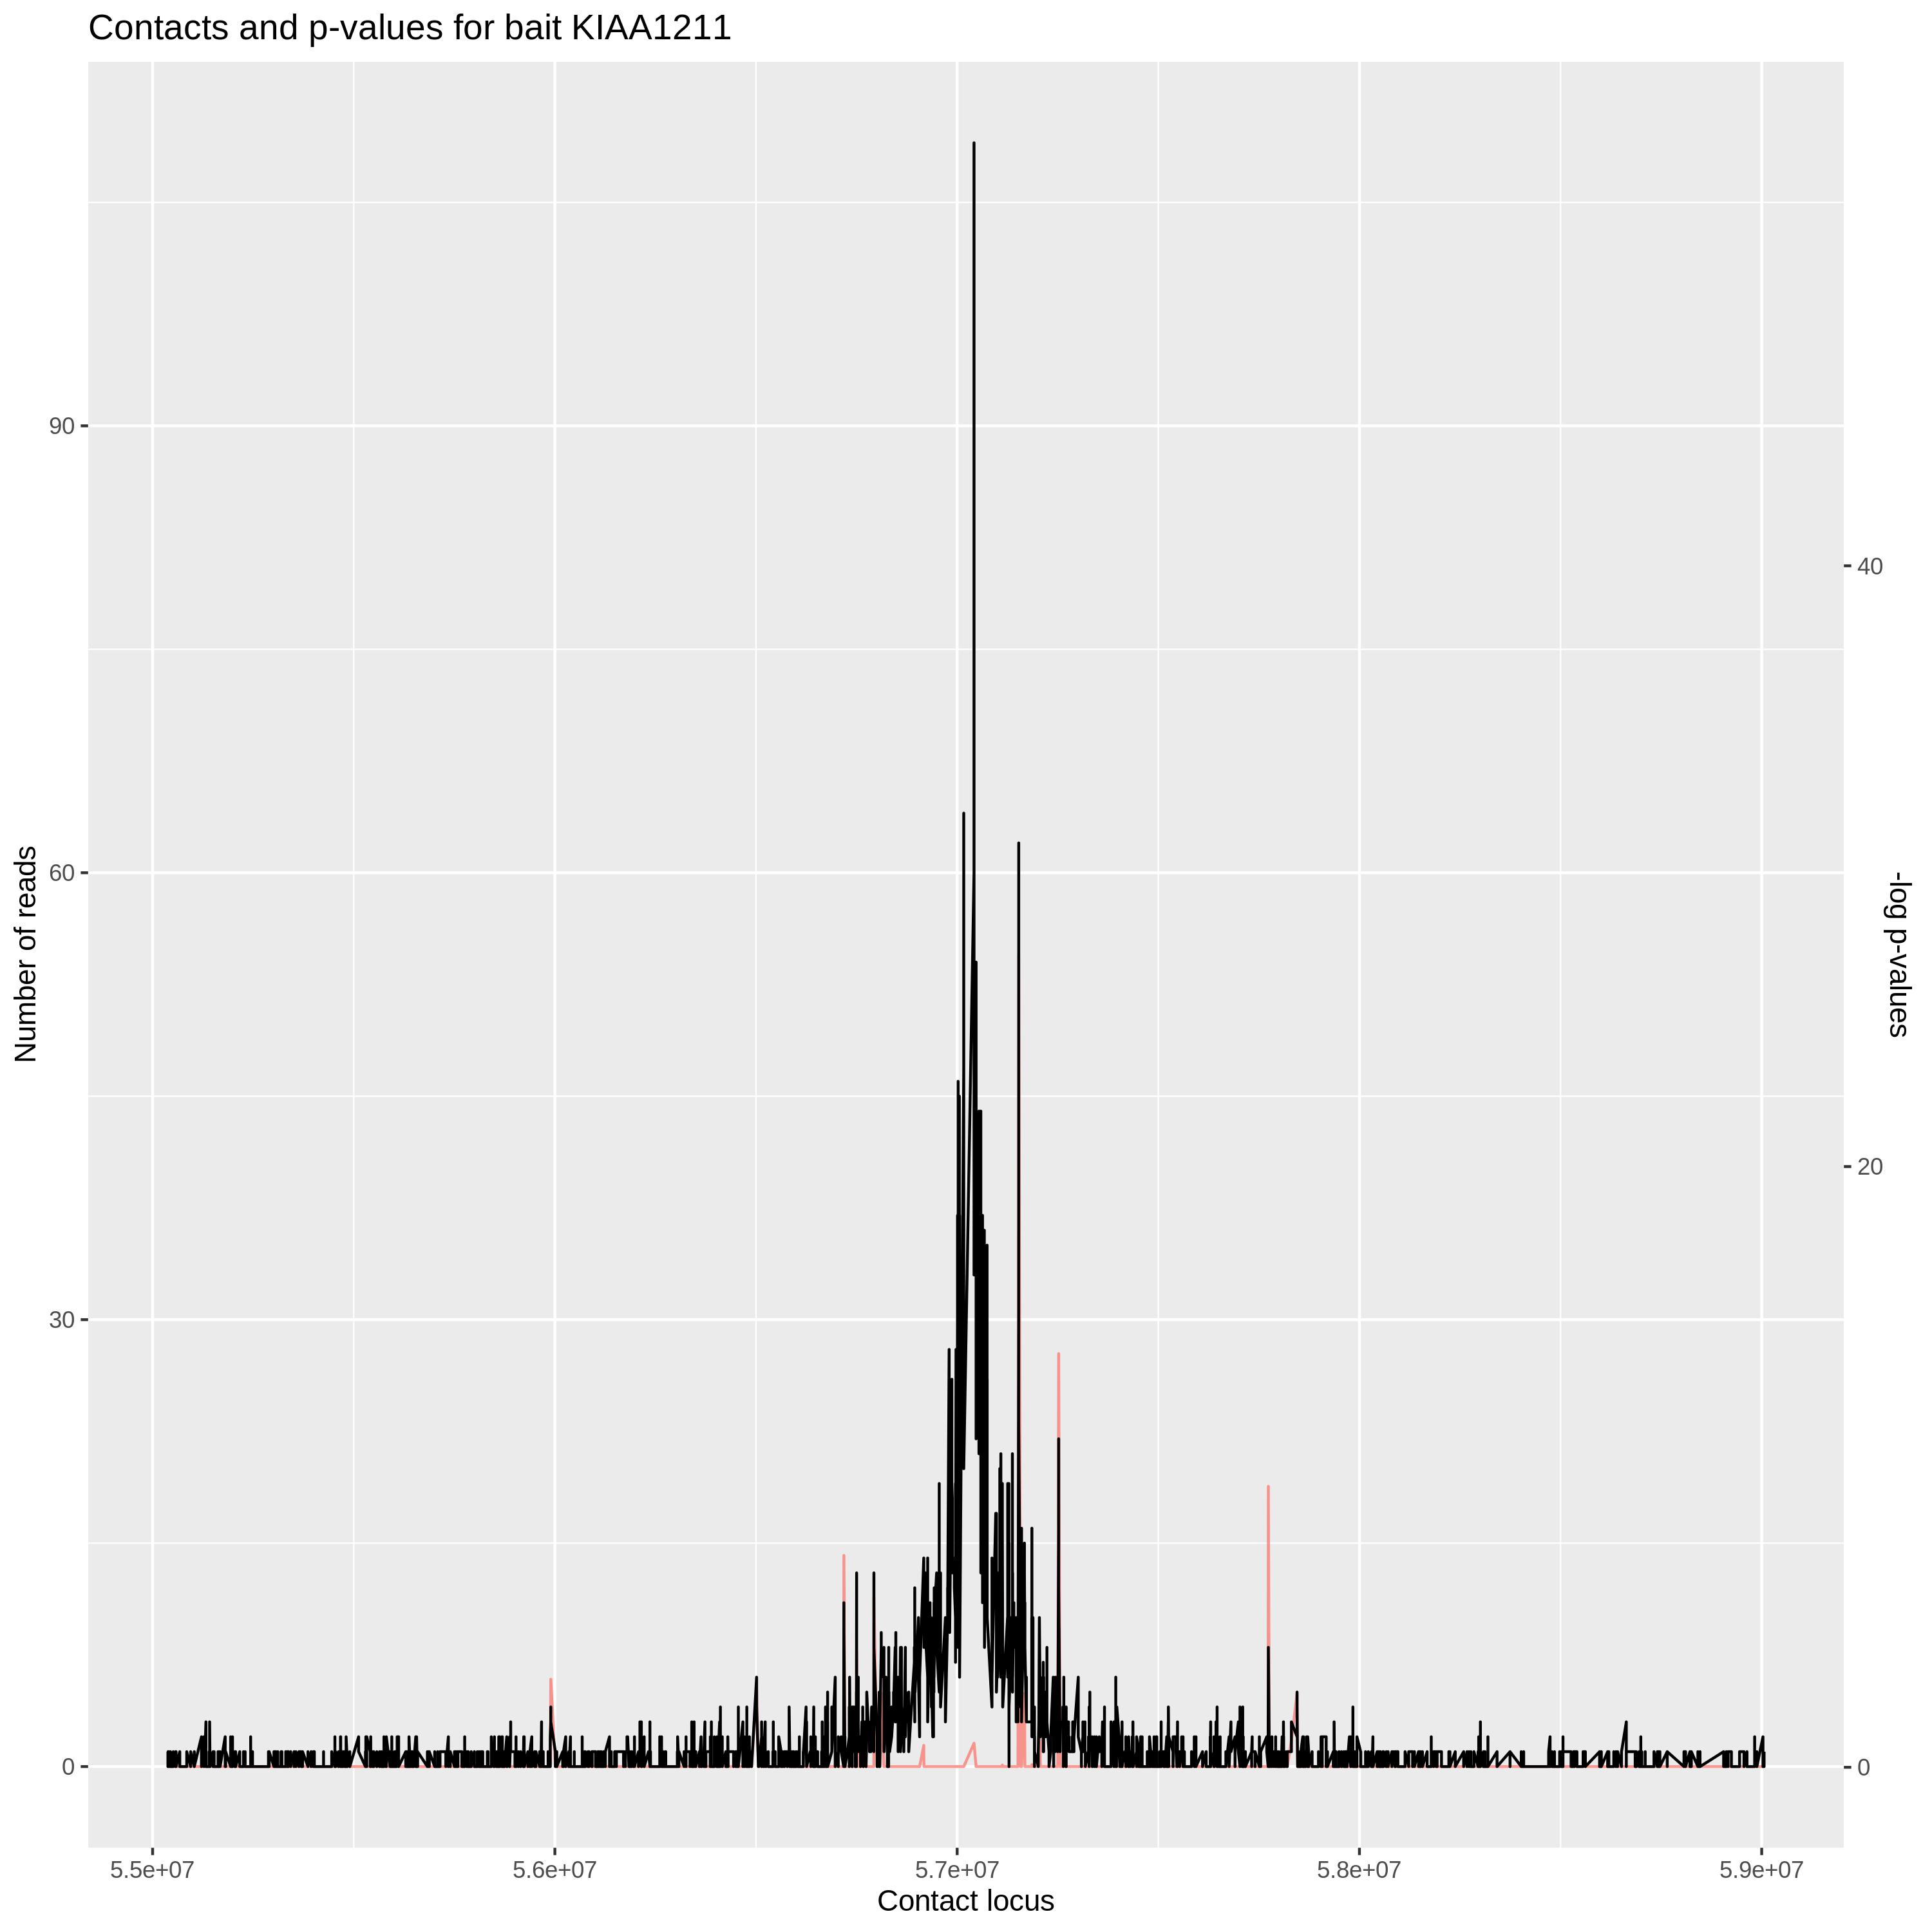 Contacts and p-values for bait KIAA1211
90
60
30
0
Number of reads
40
20
0
-log p-values
5.5e+07 5.6e+07 5.7e+07 5.8e+07 5.9e+07
Contact locus